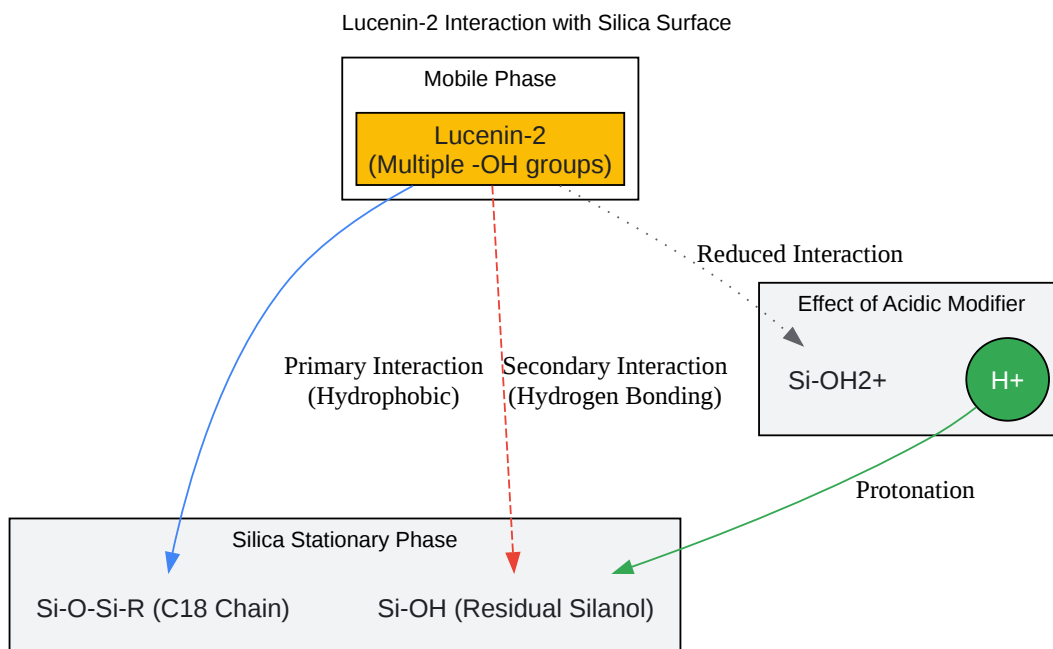 Lucenin-2 Interaction with Silica Surface
Mobile Phase
Lucenin-2
(Multiple -OH groups)
Reduced Interaction
Effect of Acidic Modifier
Si-OH2+
H+
Primary Interaction
(Hydrophobic)
Secondary Interaction
(Hydrogen Bonding)
Protonation
Silica Stationary Phase
Si-O-Si-R (C18 Chain)
Si-OH (Residual Silanol)